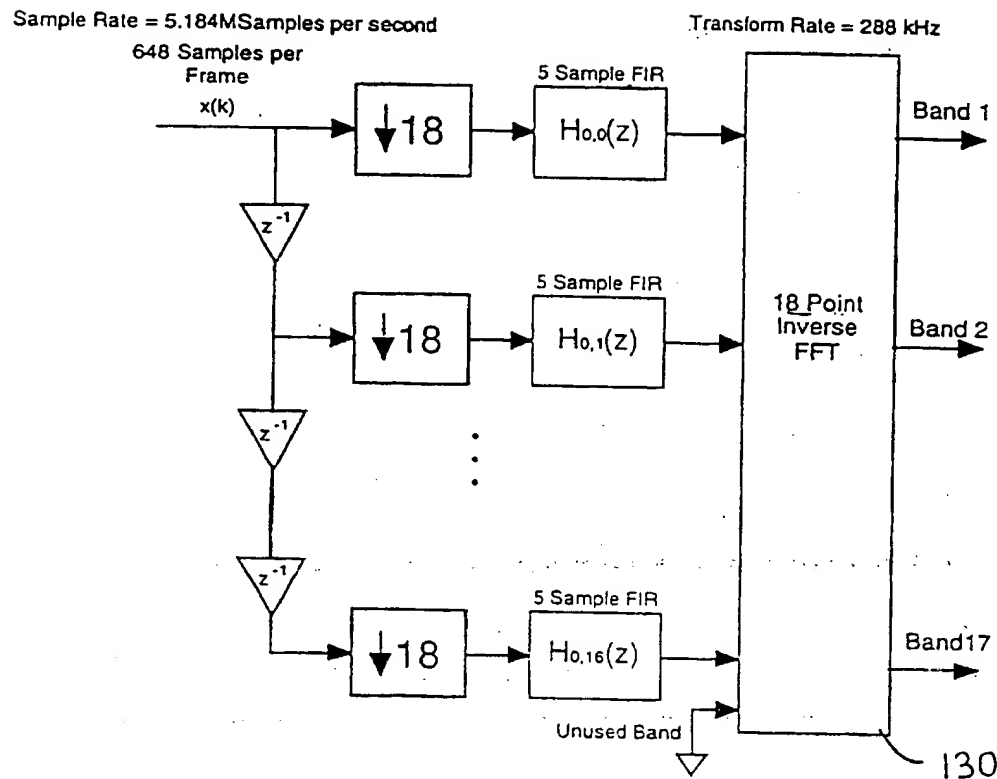 Sample Rate = 5.184MSamples per second
648 Samples per
Frame
x(k)
Transform Rate = 288 kHz
5 Sample FIR
↓18
H0,0(z)
Band 1
z⁻¹
5 Sample FIR
↓18
H0,1(z)
18 Point
Inverse
FFT
Band 2
z⁻¹
z⁻¹
5 Sample FIR
↓18
H0,16(z)
Band17
Unused Band
130